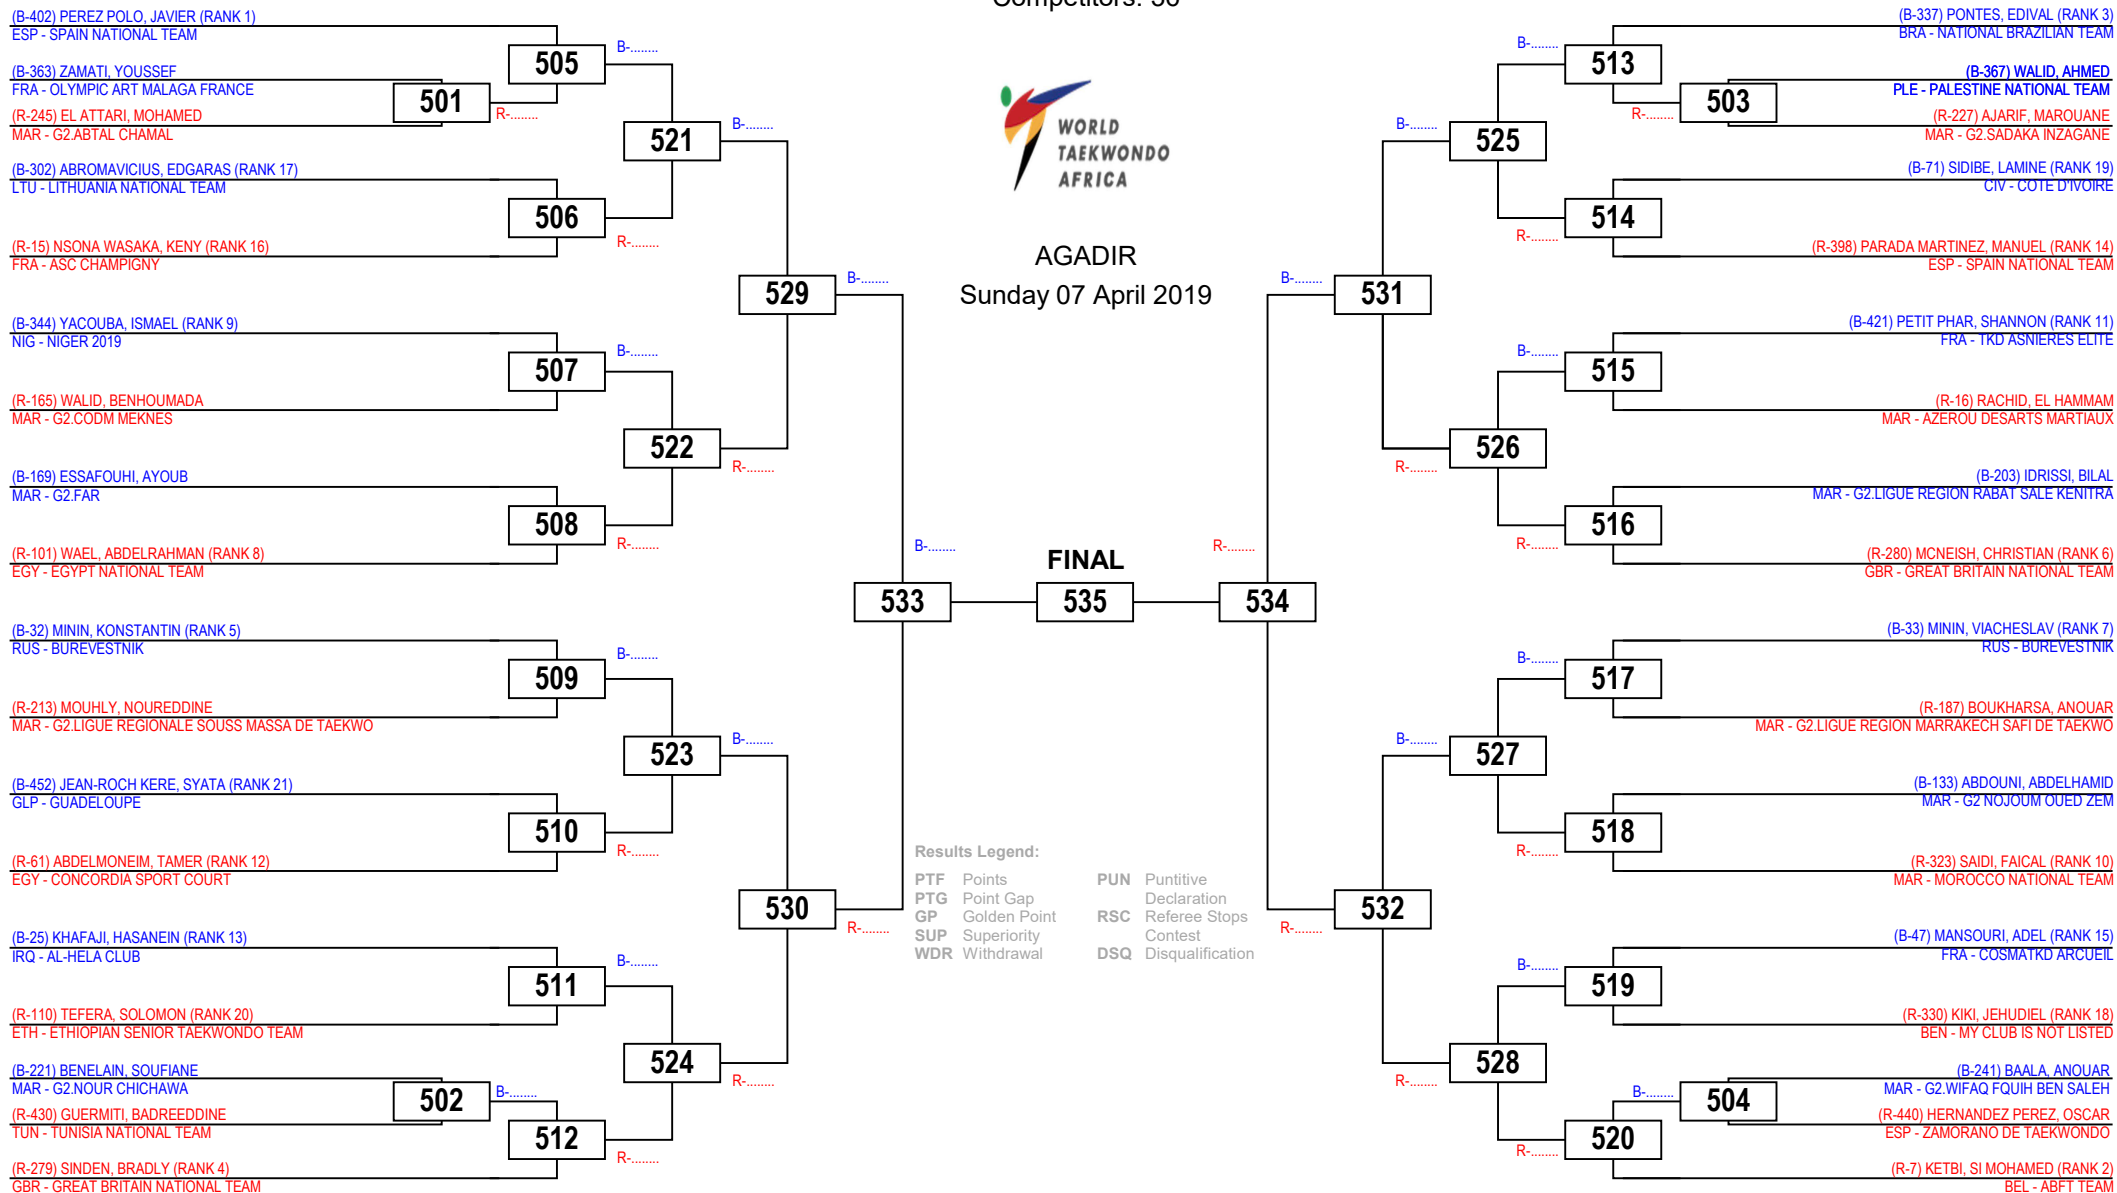 Competitors: 36
(B-402) PEREZ POLO, JAVIER (RANK 1)
ESP - SPAIN NATIONAL TEAM
(B-363) ZAMATI, YOUSSEF
FRA - OLYMPIC ART MALAGA FRANCE
(R-245) EL ATTARI, MOHAMED
MAR - G2.ABTAL CHAMAL
(B-302) ABROMAVICIUS, EDGARAS (RANK 17)
LTU - LITHUANIA NATIONAL TEAM
(R-15) NSONA WASAKA, KENY (RANK 16)
FRA - ASC CHAMPIGNY
(B-344) YACOUBA, ISMAEL (RANK 9)
NIG - NIGER 2019
(R-165) WALID, BENHOUMADA
MAR - G2.CODM MEKNES
(B-169) ESSAFOUHI, AYOUB
MAR - G2.FAR
(R-101) WAEL, ABDELRAHMAN (RANK 8)
EGY - EGYPT NATIONAL TEAM
(B-32) MININ, KONSTANTIN (RANK 5)
RUS - BUREVESTNIK
(R-213) MOUHLY, NOUREDDINE
MAR - G2.LIGUE REGIONALE SOUSS MASSA DE TAEKWO
(B-452) JEAN-ROCH KERE, SYATA (RANK 21)
GLP - GUADELOUPE
(R-61) ABDELMONEIM, TAMER (RANK 12)
EGY - CONCORDIA SPORT COURT
(B-25) KHAFAJI, HASANEIN (RANK 13)
IRQ - AL-HELA CLUB
(R-110) TEFERA, SOLOMON (RANK 20)
ETH - ETHIOPIAN SENIOR TAEKWONDO TEAM
(B-221) BENELAIN, SOUFIANE
MAR - G2.NOUR CHICHAWA
(R-430) GUERMITI, BADREEDDINE
TUN - TUNISIA NATIONAL TEAM
(R-279) SINDEN, BRADLY (RANK 4)
GBR - GREAT BRITAIN NATIONAL TEAM
501
R-........
502
B-........
505
B-........
506
R-........
507
B-........
508
R-........
509
B-........
510
R-........
511
B-........
512
R-........
521
B-........
522
R-........
523
B-........
524
R-........
529
B-........
530
R-........
533
B-........
WORLD
TAEKWONDO
AFRICA
AGADIR
Sunday 07 April 2019
FINAL
535
Results Legend:
PTF Points
PTG Point Gap
GP Golden Point
SUP Superiority
WDR Withdrawal
PUN Puntitive
Declaration
RSC Referee Stops
Contest
DSQ Disqualification
R-........
534
B-........
531
R-........
532
B-........
525
R-........
526
B-........
527
R-........
528
B-........
513
R-........
514
B-........
515
R-........
516
B-........
517
R-........
518
B-........
519
R-........
520
R-........
503
B-........
504
(B-337) PONTES, EDIVAL (RANK 3)
BRA - NATIONAL BRAZILIAN TEAM
(B-367) WALID, AHMED
PLE - PALESTINE NATIONAL TEAM
(R-227) AJARIF, MAROUANE
MAR - G2.SADAKA INZAGANE
(B-71) SIDIBE, LAMINE (RANK 19)
CIV - COTE D'IVOIRE
(R-398) PARADA MARTINEZ, MANUEL (RANK 14)
ESP - SPAIN NATIONAL TEAM
(B-421) PETIT PHAR, SHANNON (RANK 11)
FRA - TKD ASNIERES ELITE
(R-16) RACHID, EL HAMMAM
MAR - AZEROU DESARTS MARTIAUX
(B-203) IDRISSI, BILAL
MAR - G2.LIGUE REGION RABAT SALE KENITRA
(R-280) MCNEISH, CHRISTIAN (RANK 6)
GBR - GREAT BRITAIN NATIONAL TEAM
(B-33) MININ, VIACHESLAV (RANK 7)
RUS - BUREVESTNIK
(R-187) BOUKHARSA, ANOUAR
MAR - G2.LIGUE REGION MARRAKECH SAFI DE TAEKWO
(B-133) ABDOUNI, ABDELHAMID
MAR - G2 NOJOUM OUED ZEM
(R-323) SAIDI, FAICAL (RANK 10)
MAR - MOROCCO NATIONAL TEAM
(B-47) MANSOURI, ADEL (RANK 15)
FRA - COSMATKD ARCUEIL
(R-330) KIKI, JEHUDIEL (RANK 18)
BEN - MY CLUB IS NOT LISTED
(B-241) BAALA, ANOUAR
MAR - G2.WIFAQ FQUIH BEN SALEH
(R-440) HERNANDEZ PEREZ, OSCAR
ESP - ZAMORANO DE TAEKWONDO
(R-7) KETBI, SI MOHAMED (RANK 2)
BEL - ABFT TEAM